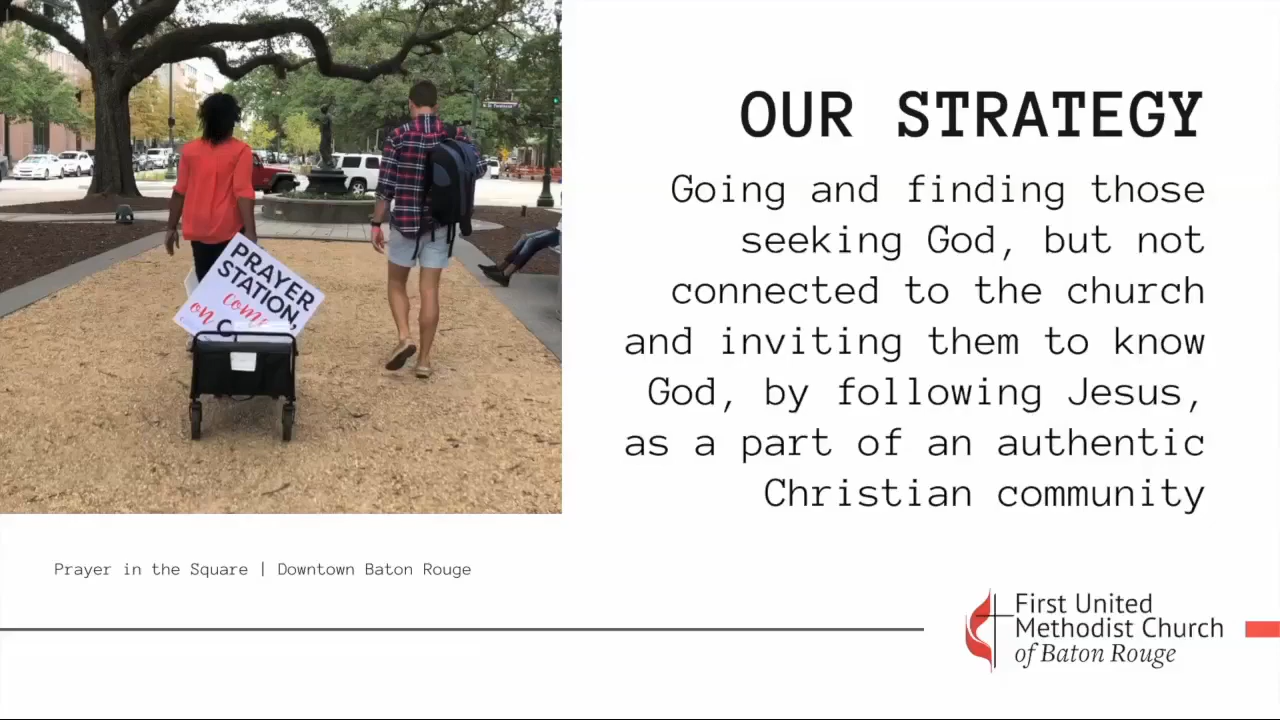 OUR STRATEGY
Going and finding those
seeking God, but not
connected to the church
and inviting them to know
God, by following Jesus,
as a part of an authentic
Christian community
PRAYER
STATION,
come
on
Prayer in the Square | Downtown Baton Rouge
First United
Methodist Church
of Baton Rouge